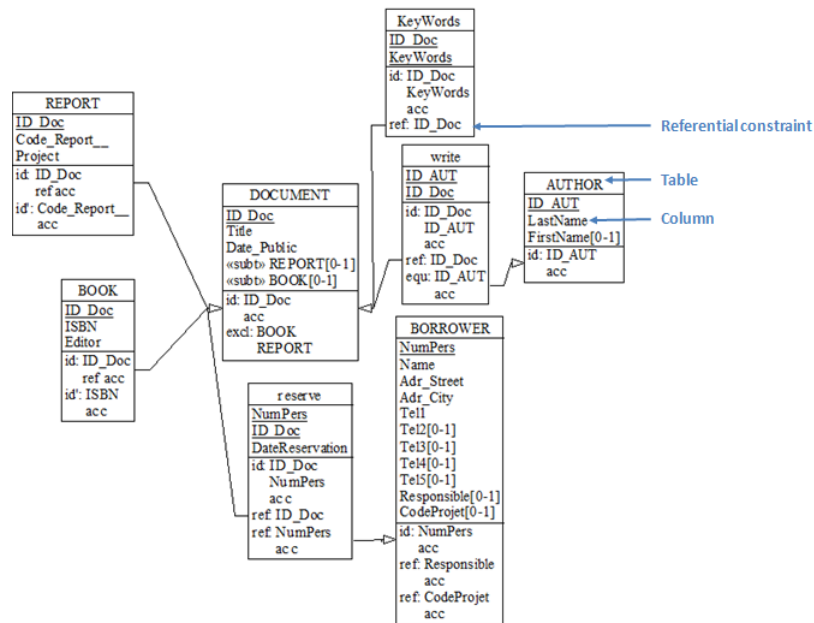 KeyWords
ID_Doc
KeyWords
id: ID_Doc
KeyWords
acc
ref: ID_Doc
Referential constraint
REPORT
ID_Doc
Code_Report__
Project
id: ID_Doc
ref acc
id': Code_Report__
acc
write
ID_AUT
ID_Doc
id: ID_Doc
ID_AUT
acc
ref: ID_Doc
equ: ID_AUT
acc
AUTHOR
Table
ID_AUT
LastName
Column
FirstName[0-1]
id: ID_AUT
acc
DOCUMENT
ID_Doc
Title
Date_Public
«subt» REPORT[0-1]
«subt» BOOK[0-1]
id: ID_Doc
acc
excl: BOOK
REPORT
BOOK
ID_Doc
ISBN
Editor
id: ID_Doc
ref acc
id': ISBN
acc
BORROWER
NumPers
Name
Adr_Street
Adr_City
Tel1
Tel2[0-1]
Tel3[0-1]
Tel4[0-1]
Tel5[0-1]
Responsible[0-1]
CodeProjet[0-1]
id: NumPers
acc
ref: Responsible
acc
ref: CodeProjet
acc
reserve
NumPers
ID_Doc
DateReservation
id: ID_Doc
NumPers
acc
ref: ID_Doc
ref: NumPers
acc